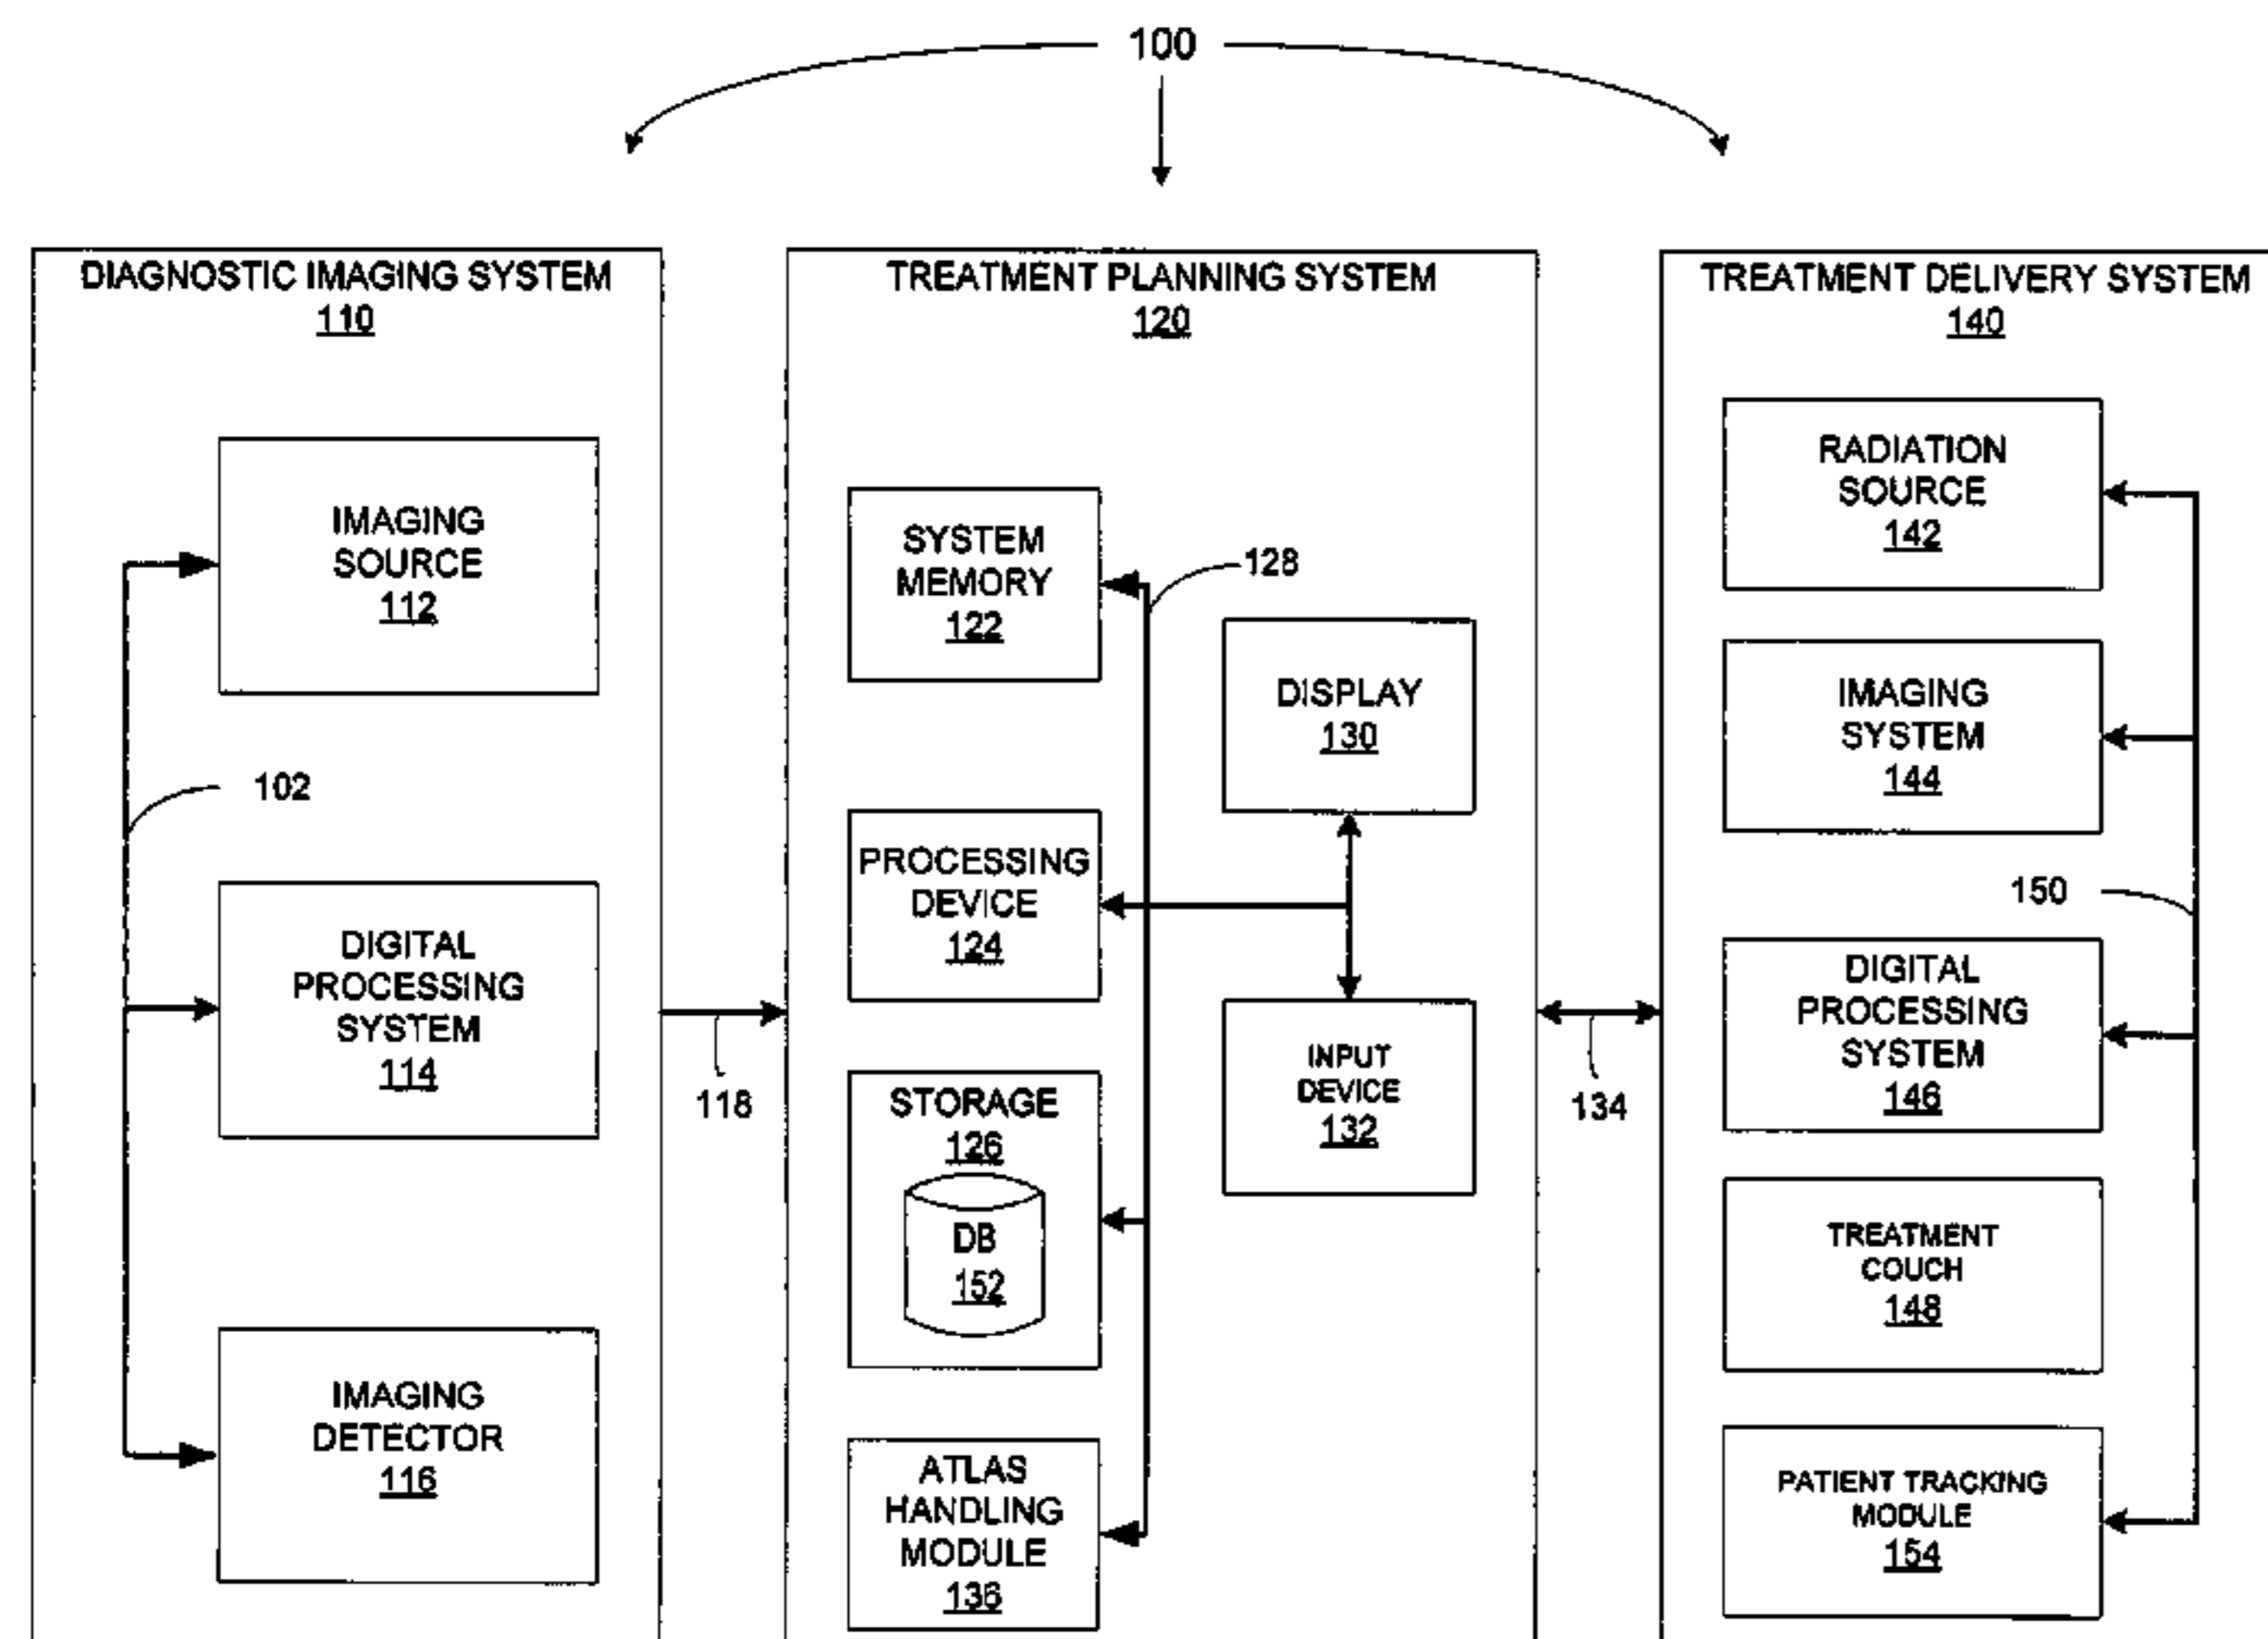 100
DIAGNOSTIC IMAGING SYSTEM
110
IMAGING
SOURCE
112
102
DIGITAL
PROCESSING
SYSTEM
114
IMAGING
DETECTOR
116
118
TREATMENT PLANNING SYSTEM
120
SYSTEM
MEMORY
122
128
DISPLAY
130
PROCESSING
DEVICE
124
INPUT
DEVICE
132
STORAGE
126
DB
152
ATLAS
HANDLING
MODULE
136
134
TREATMENT DELIVERY SYSTEM
140
RADIATION
SOURCE
142
IMAGING
SYSTEM
144
150
DIGITAL
PROCESSING
SYSTEM
146
TREATMENT
COUCH
148
PATIENT TRACKING
MODULE
154